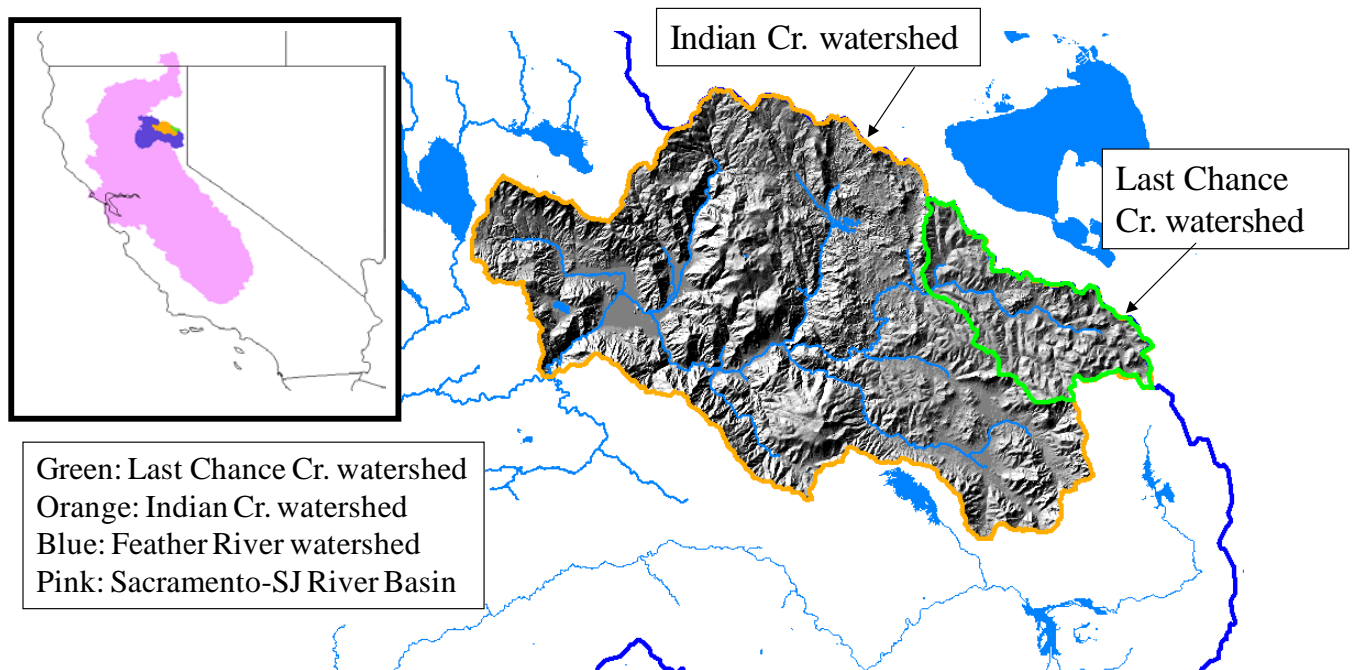 Indian Cr. watershed
Last Chance
Cr. watershed
Green: Last Chance Cr. watershed
Orange: Indian Cr. watershed
Blue: Feather River watershed
Pink: Sacramento-SJ River Basin